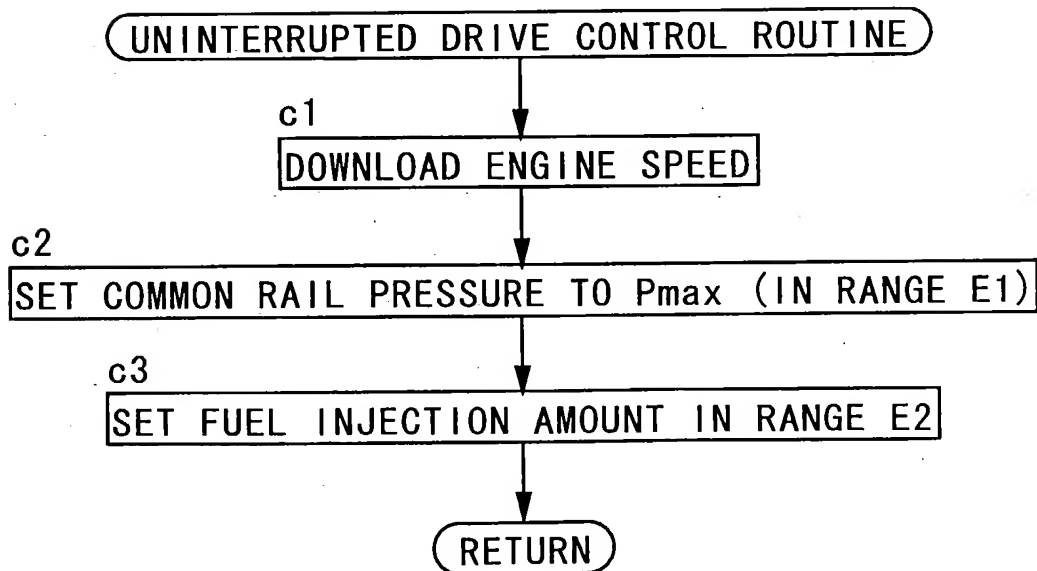 UNINTERRUPTED DRIVE CONTROL ROUTINE
c1
DOWNLOAD ENGINE SPEED
c2
SET COMMON RAIL PRESSURE TO Pmax (IN RANGE E1)
c3
SET FUEL INJECTION AMOUNT IN RANGE E2
RETURN